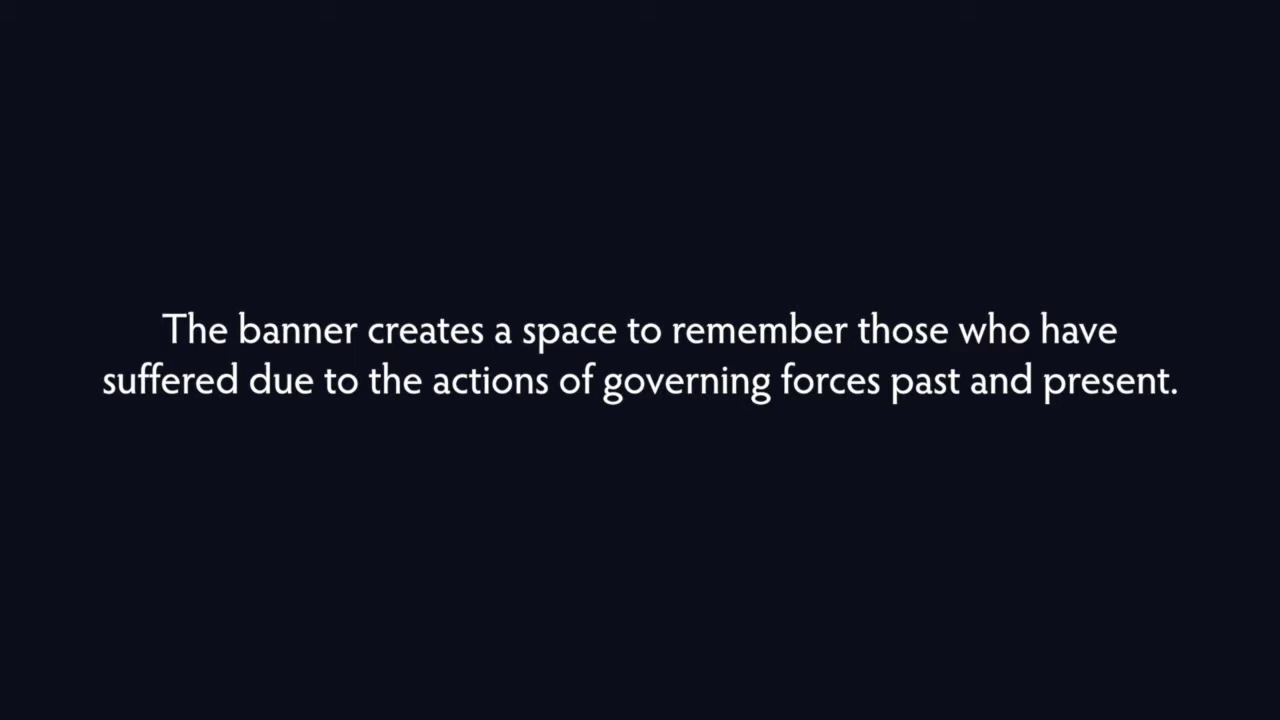 The banner creates a space to remember those who have
suffered due to the actions of governing forces past and present.